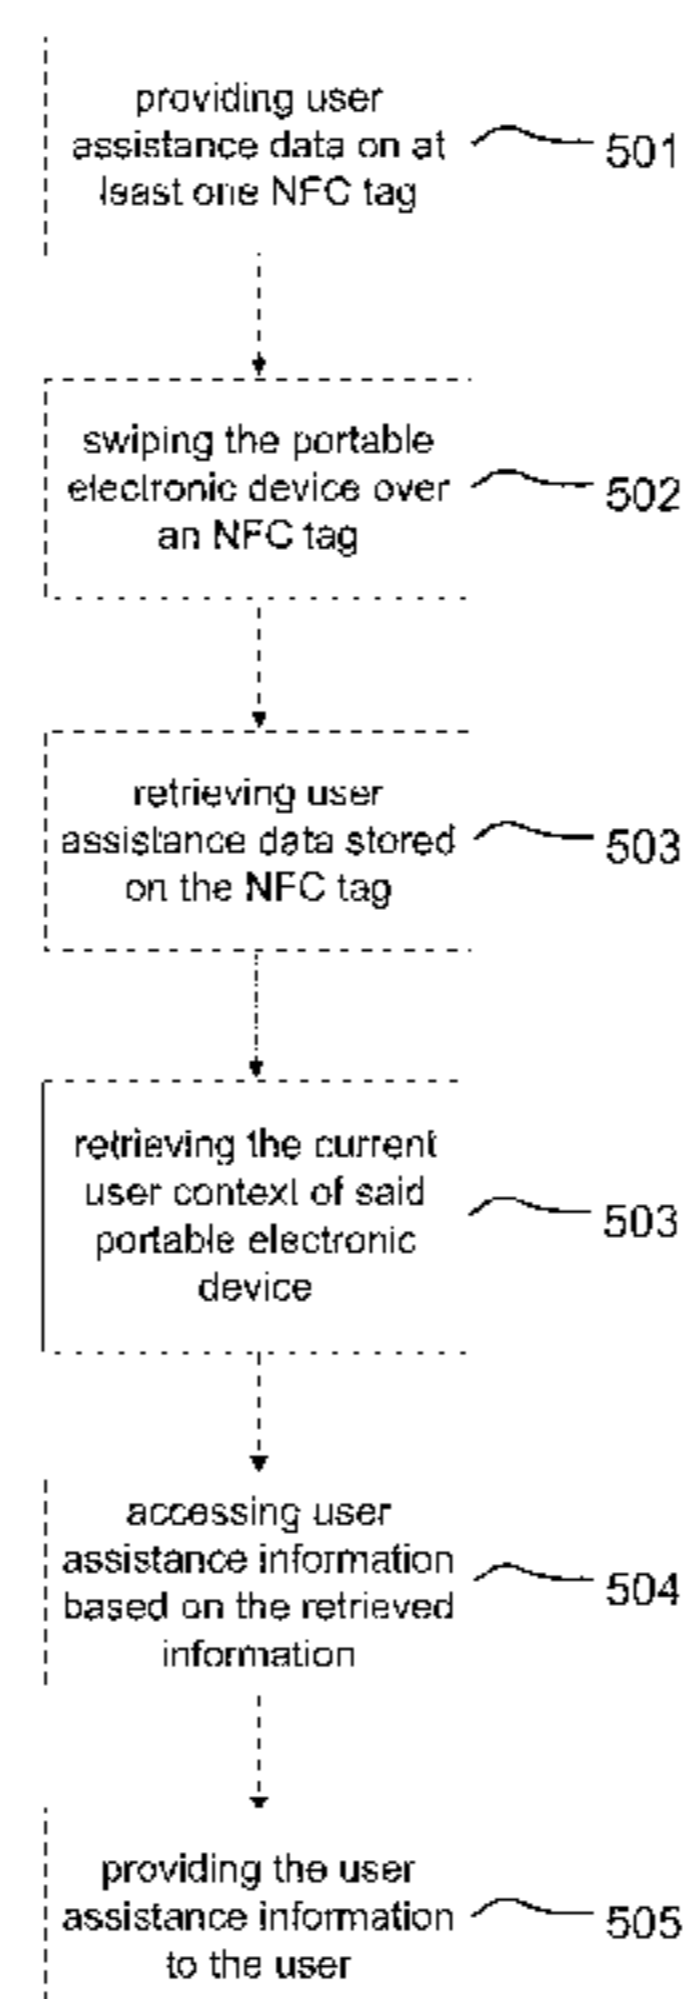 providing user
assistance data on at
least one NFC tag
501
swiping the portable
electronic device over
an NFC tag
502
retrieving user
assistance data stored
on the NFC tag
503
retrieving the current
user context of said
portable electronic
device
503
accessing user
assistance information
based on the retrieved
information
504
providing the user
assistance information
to the user
505